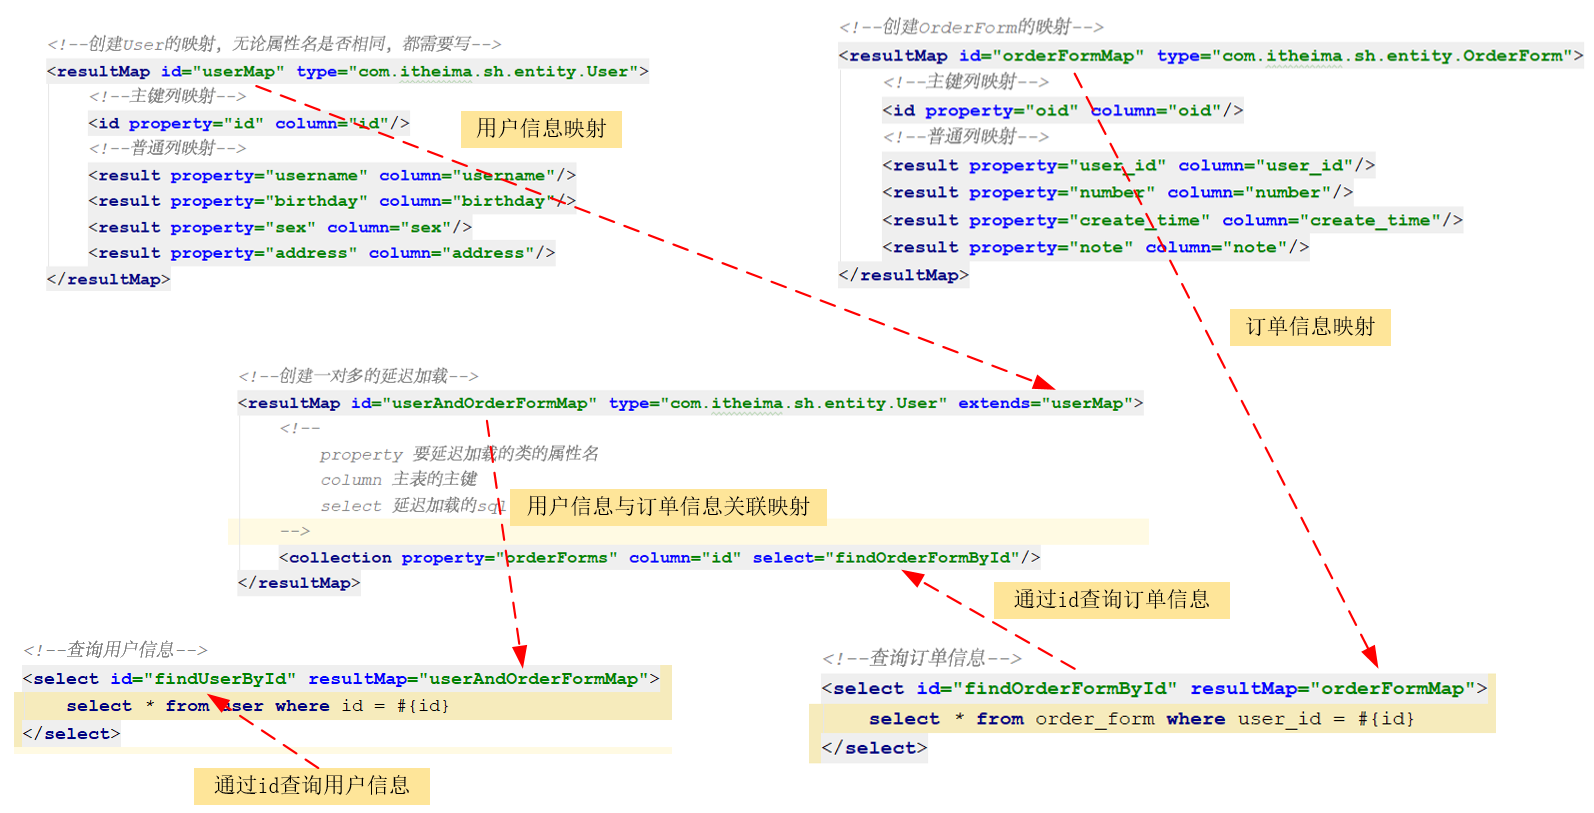 <!--创建User的映射，无论属性名是否相同，都需要写-->
<resultMap id="userMap" type="com.itheima.sh.entity.User">
<!--主键列映射-->
<id property="id" column="id"/>
<!--普通列映射-->
<result property="username" column="username"/>
<result property="birthday" column="birthday"/>
<result property="sex" column="sex"/>
<result property="address" column="address"/>
</resultMap>
用户信息映射
<!--创建OrderForm的映射-->
<resultMap id="orderFormMap" type="com.itheima.sh.entity.OrderForm">
<!--主键列映射-->
<id property="oid" column="oid"/>
<!--普通列映射-->
<result property="user_id" column="user_id"/>
<result property="number" column="number"/>
<result property="create_time" column="create_time"/>
<result property="note" column="note"/>
</resultMap>
订单信息映射
<!--创建一对多的延迟加载-->
<resultMap id="userAndOrderFormMap" type="com.itheima.sh.entity.User" extends="userMap">
<!--
property 要延迟加载的类的属性名
column 主表的主键
select 延迟加载的sql
-->
<collection property="orderForms" column="id" select="findOrderFormById"/>
</resultMap>
用户信息与订单信息关联映射
通过id查询订单信息
<!--查询用户信息-->
<select id="findUserById" resultMap="userAndOrderFormMap">
select * from user where id = #{id}
</select>
通过id查询用户信息
<!--查询订单信息-->
<select id="findOrderFormById" resultMap="orderFormMap">
select * from order_form where user_id = #{id}
</select>